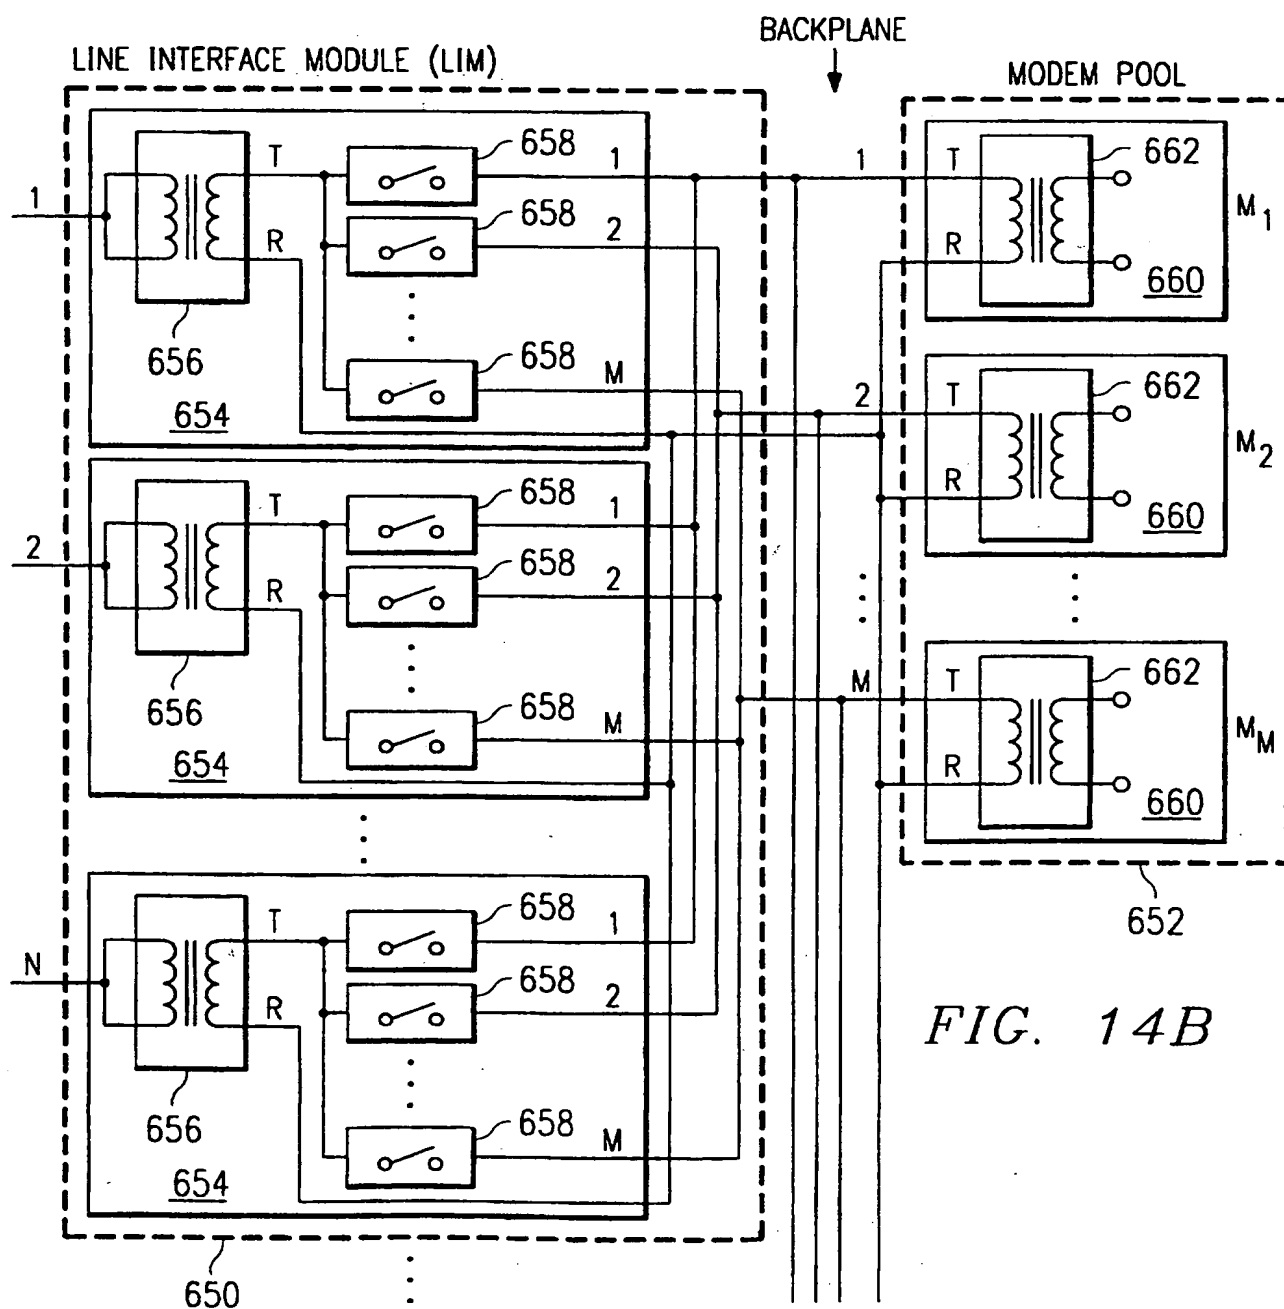 BACKPLANE
LINE INTERFACE MODULE (LIM)
MODEM POOL
1
T
R
656
654
658
1
658
2
658
M
1
T
R
662
660
M1
2
T
R
656
654
658
1
658
2
658
M
2
T
R
662
660
M2
N
T
R
656
654
658
1
658
2
658
M
M
T
R
662
660
MM
652
650
FIG. 14B